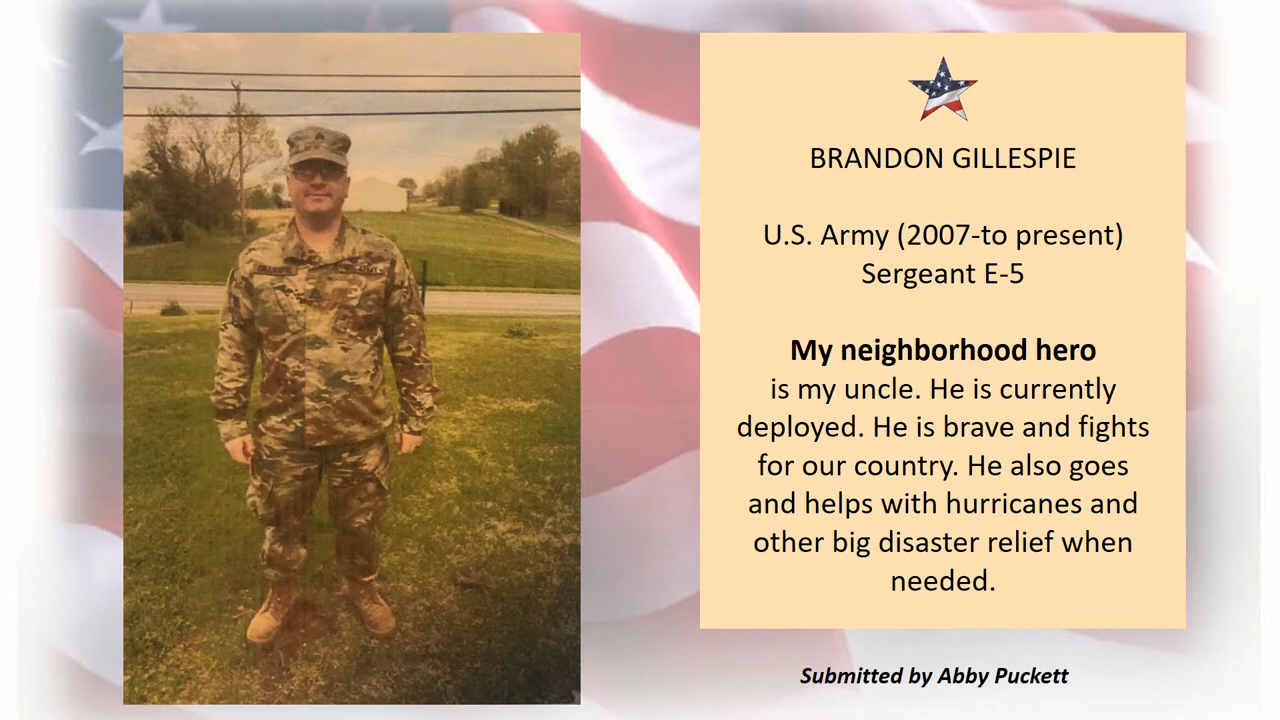 BRANDON GILLESPIE
U.S. Army (2007-to present)
Sergeant E-5
My neighborhood hero
is my uncle. He is currently
deployed. He is brave and fights
for our country. He also goes
and helps with hurricanes and
other big disaster relief when
needed.
Submitted by Abby Puckett